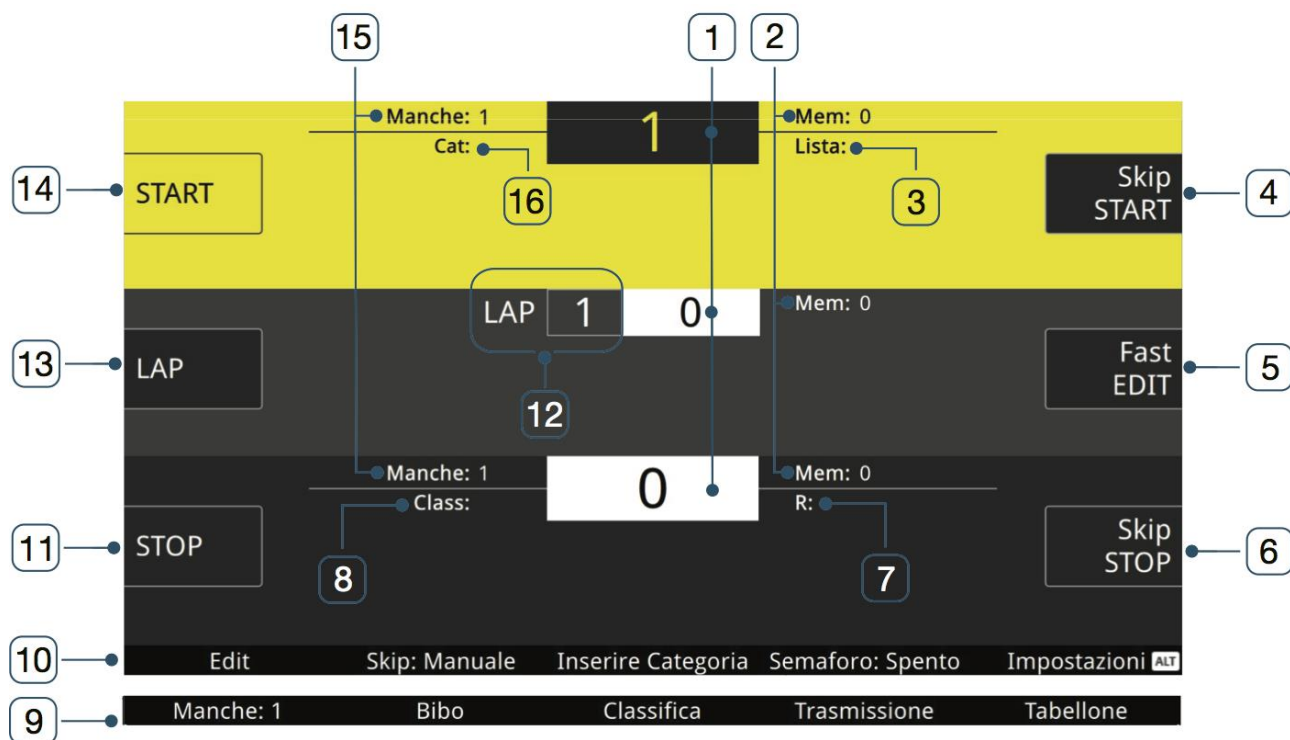 15
1
2
Manche: 1
1
Mem: 0
Cat:
Lista:
14
START
16
3
Skip
START
4
LAP
1
0
Mem: 0
13
LAP
Fast
EDIT
5
12
Manche: 1
0
Mem: 0
Class:
R:
11
STOP
8
7
Skip
STOP
6
10
Edit
Skip: Manuale
Inserire Categoria
Semaforo: Spento
Impostazioni ALT
9
Manche: 1
Bibo
Classifica
Trasmissione
Tabellone